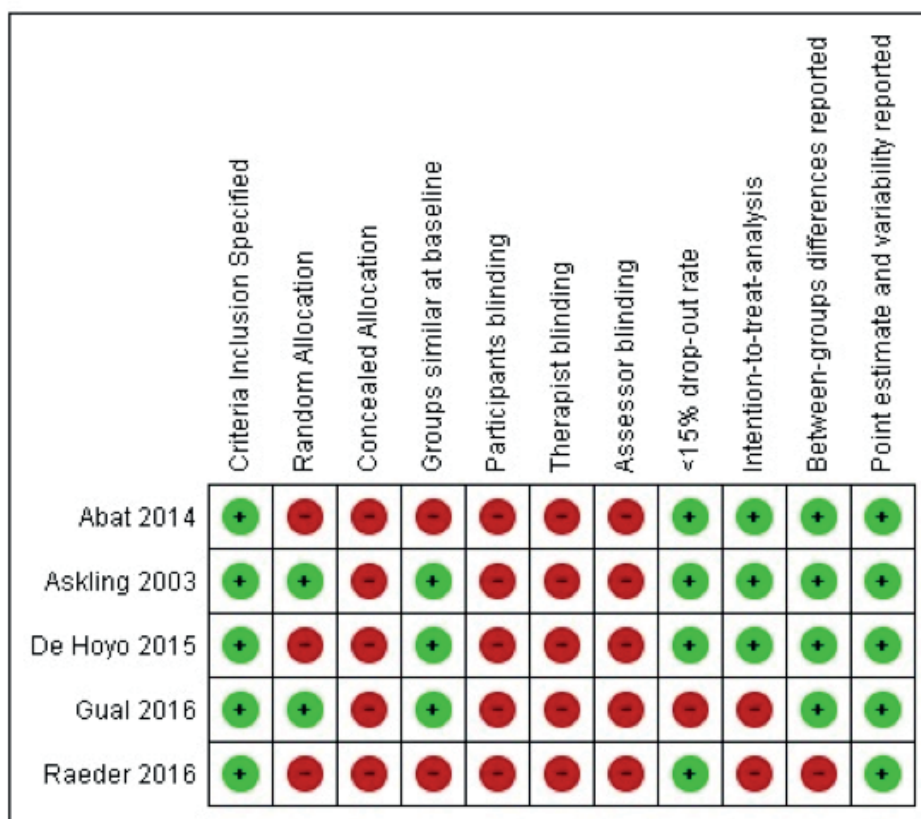 Criteria Inclusion Specified
Random Allocation
Concealed Allocation
Groups similar at baseline
Participants blinding
Therapist blinding
Assessor blinding
<15% drop-out rate
Intention-to-treat-analysis
Between-groups differences reported
Point estimate and variability reported
Abat 2014 + - - - - - - + + + +
Askling 2003 + + - + - - - + + + +
De Hoyo 2015 + - - + - - - + + + +
Gual 2016 + + - + - - - - - + +
Raeder 2016 + - - - - - - + - - +